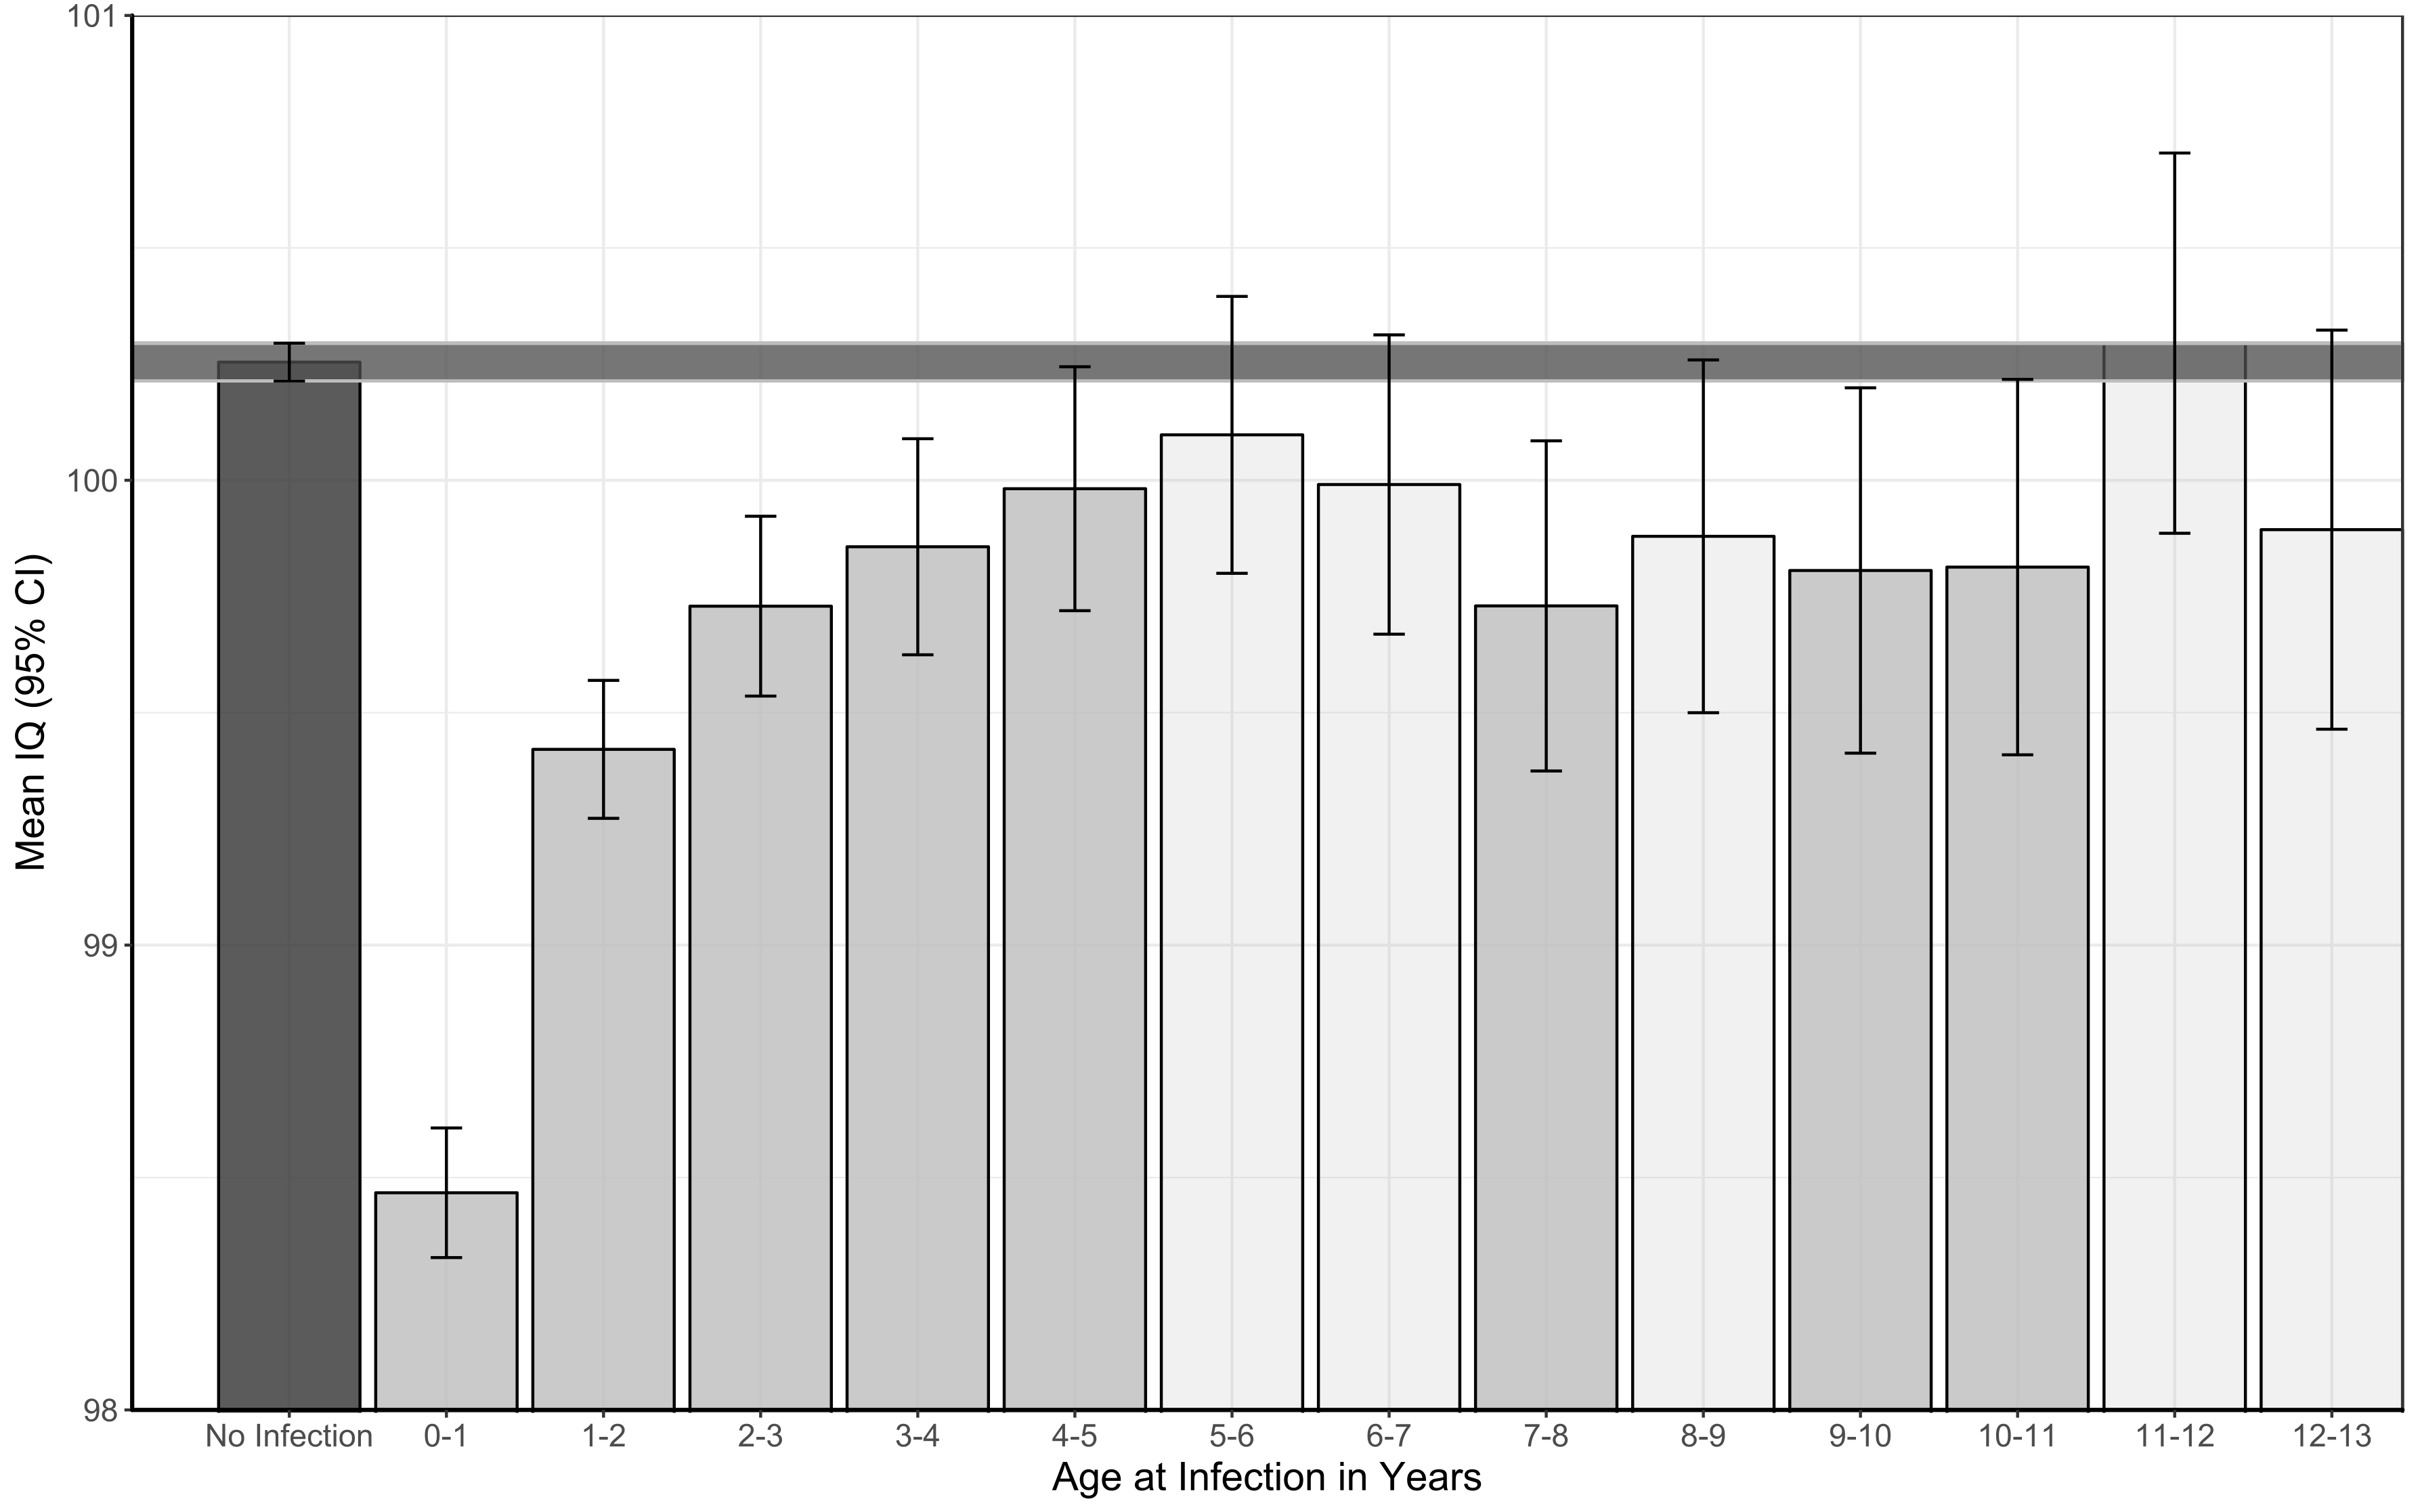 101
100
99
98
Mean IQ (95% CI)
No Infection 0-1 1-2 2-3 3-4 4-5 5-6 6-7 7-8 8-9 9-10 10-11 11-12 12-13
Age at Infection in Years